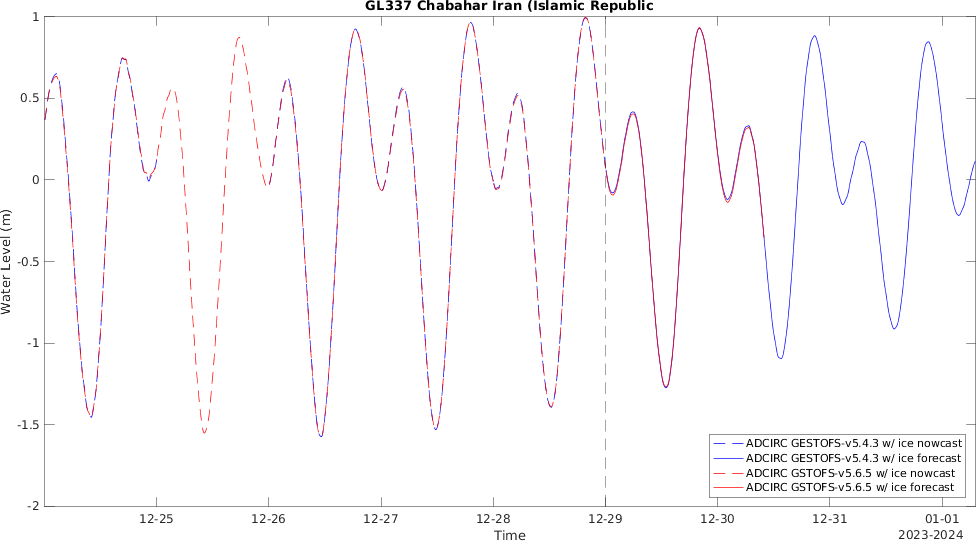 GL337 Chabahar Iran (Islamic Republic
1
0.5
0
-0.5
-1
-1.5
-2
Water Level (m)
ADCIRC GESTOFS-v5.4.3 w/ ice nowcast
ADCIRC GESTOFS-v5.4.3 w/ ice forecast
ADCIRC GSTOFS-v5.6.5 w/ ice nowcast
ADCIRC GSTOFS-v5.6.5 w/ ice forecast
12-25 12-26 12-27 12-28 12-29 12-30 12-31 01-01
Time
2023-2024